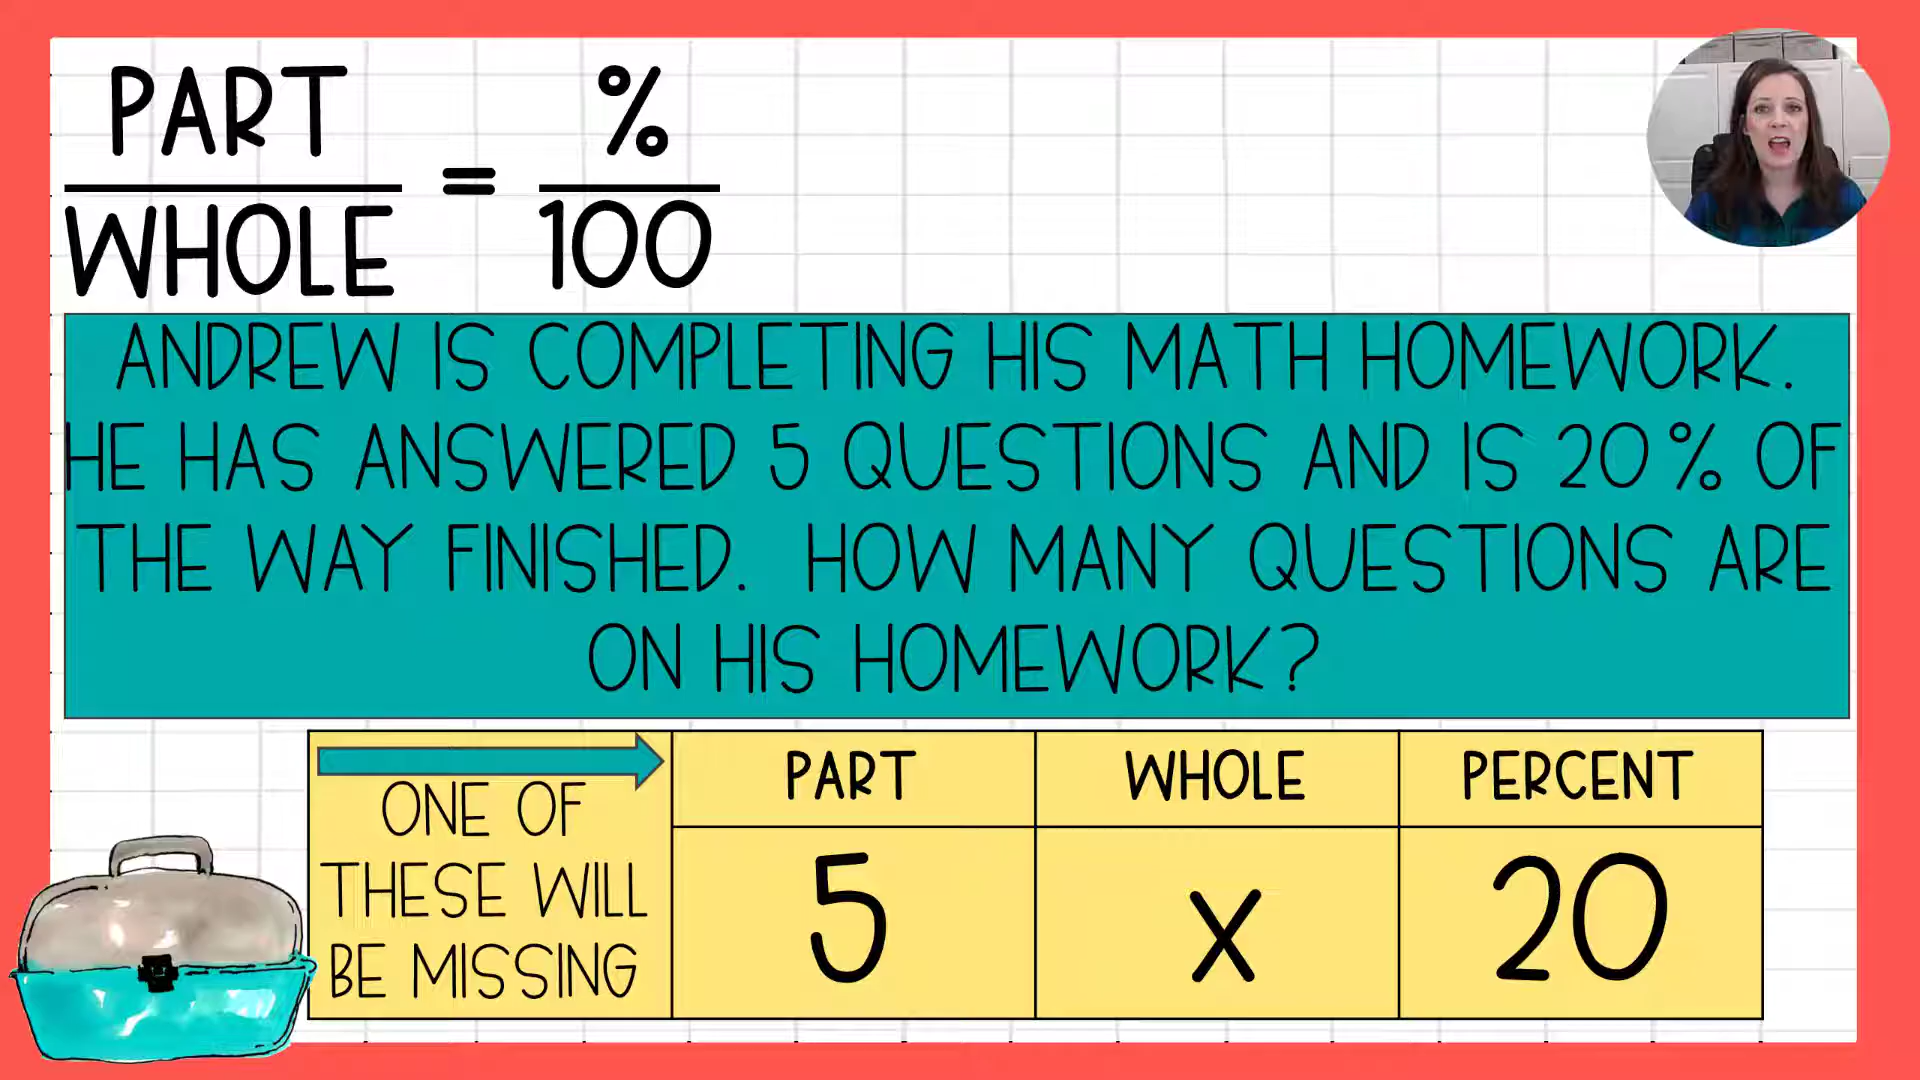 PART
WHOLE
=
%
100
ANDREW IS COMPLETING HIS MATH HOMEWORK.
HE HAS ANSWERED 5 QUESTIONS AND IS 20% OF
THE WAY FINISHED. HOW MANY QUESTIONS ARE
ON HIS HOMEWORK?
ONE OF
THESE WILL
BE MISSING
PART WHOLE PERCENT
5 x 20